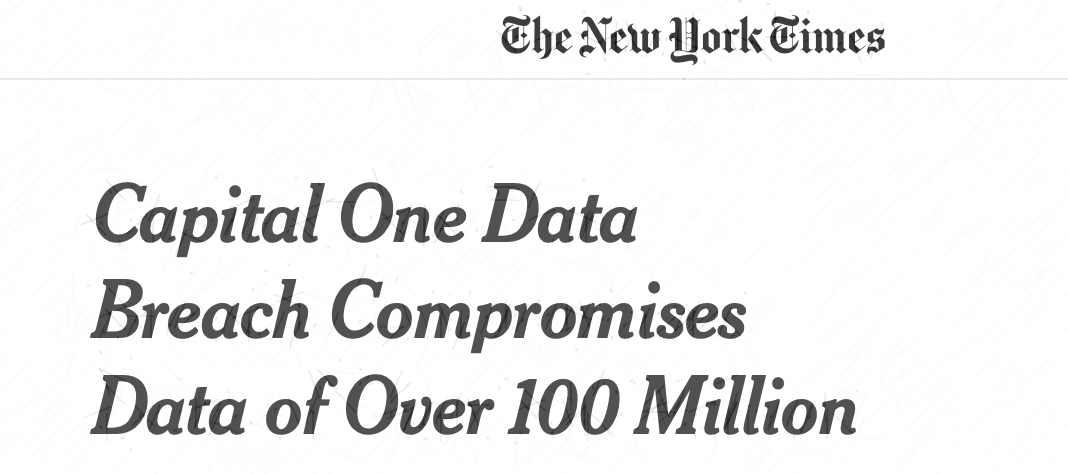 The New York Times
Capital One Data
Breach Compromises
Data of Over 100 Million